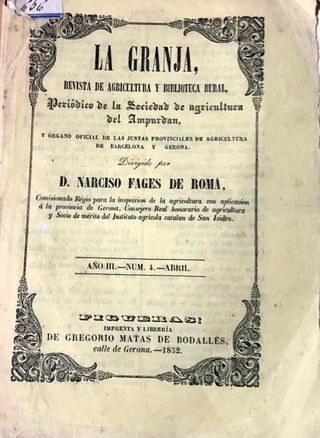 636
LA GRANJA,
REVISTA DE AGRICULTURA Y BIBLIOTECA RURAL,
Periódico de la Sociedad de agricultura
del Ampurdan,
Y ÓRGANO OFICIAL DE LAS JUNTAS PROVINCIALES DE AGRICULTURA
DE BARCELONA Y GERONA.
Dirigido por
D. NARCISO FAGES DE ROMÁ,
Comisionado Régio para la inspeccion de la agricultura con aplicacion
á la provincia de Gerona, Consejero Real honorario de agricultura
y Socio de mérito del Instituto agrícola catalan de San Isidro.
AÑO III.—NUM. 4.—ABRIL.
FIGUERAS:
IMPRENTA Y LIBRERÍA
DE GREGORIO MATAS DE BODALLÉS,
calle de Gerona.—1852.